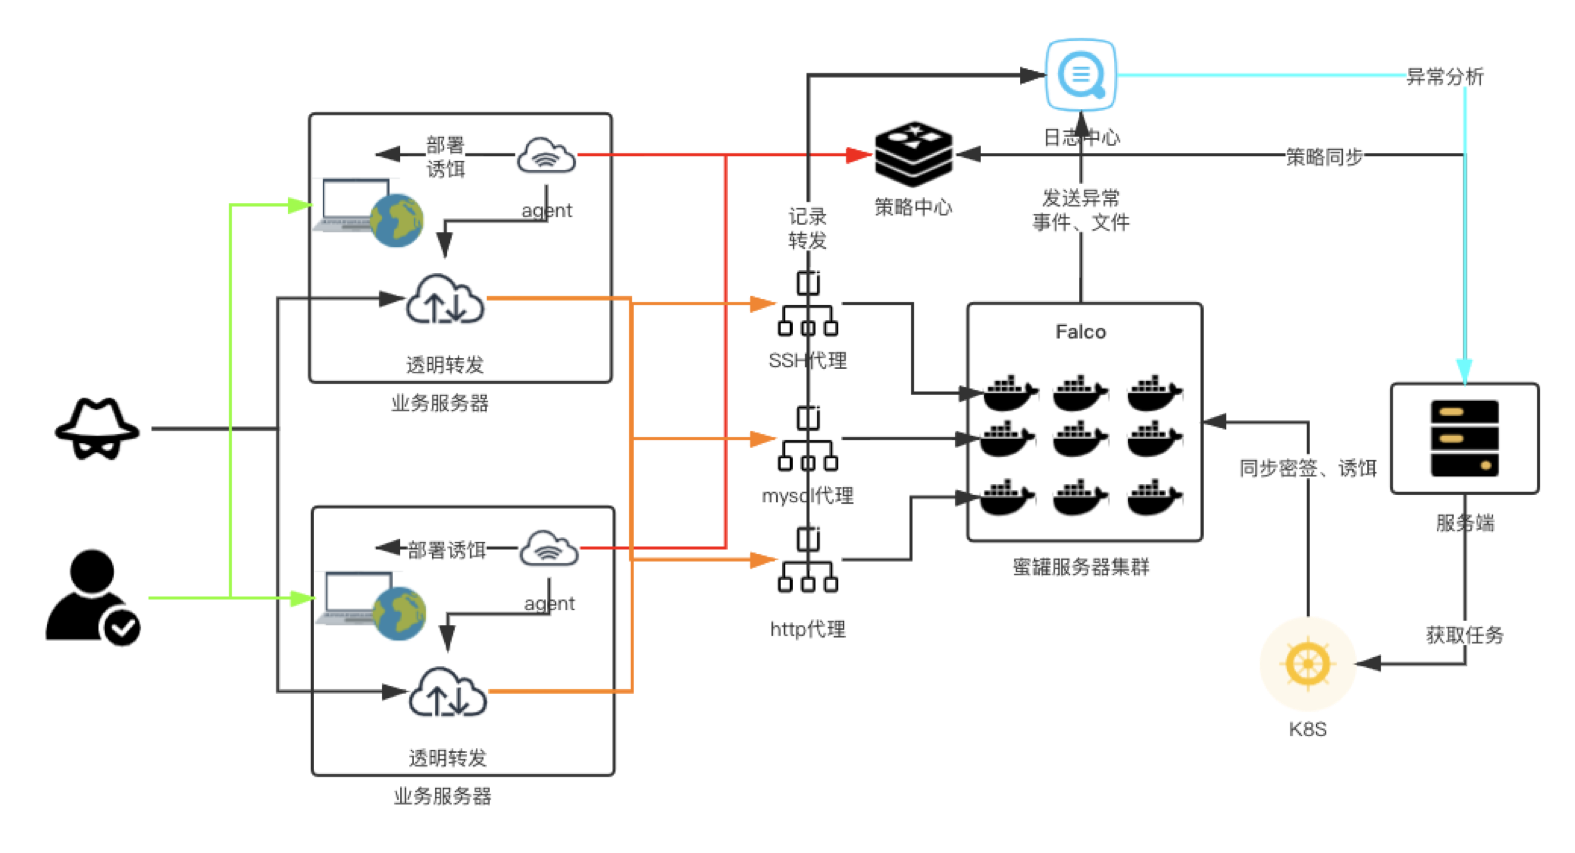 异常分析
日志中心
部署
诱饵
策略同步
agent
策略中心
发送异常
事件、文件
记录
转发
Falco
SSH代理
透明转发
业务服务器
同步密签、诱饵
mysql代理
服务端
部署诱饵
蜜罐服务器集群
agent
http代理
获取任务
K8S
透明转发
业务服务器